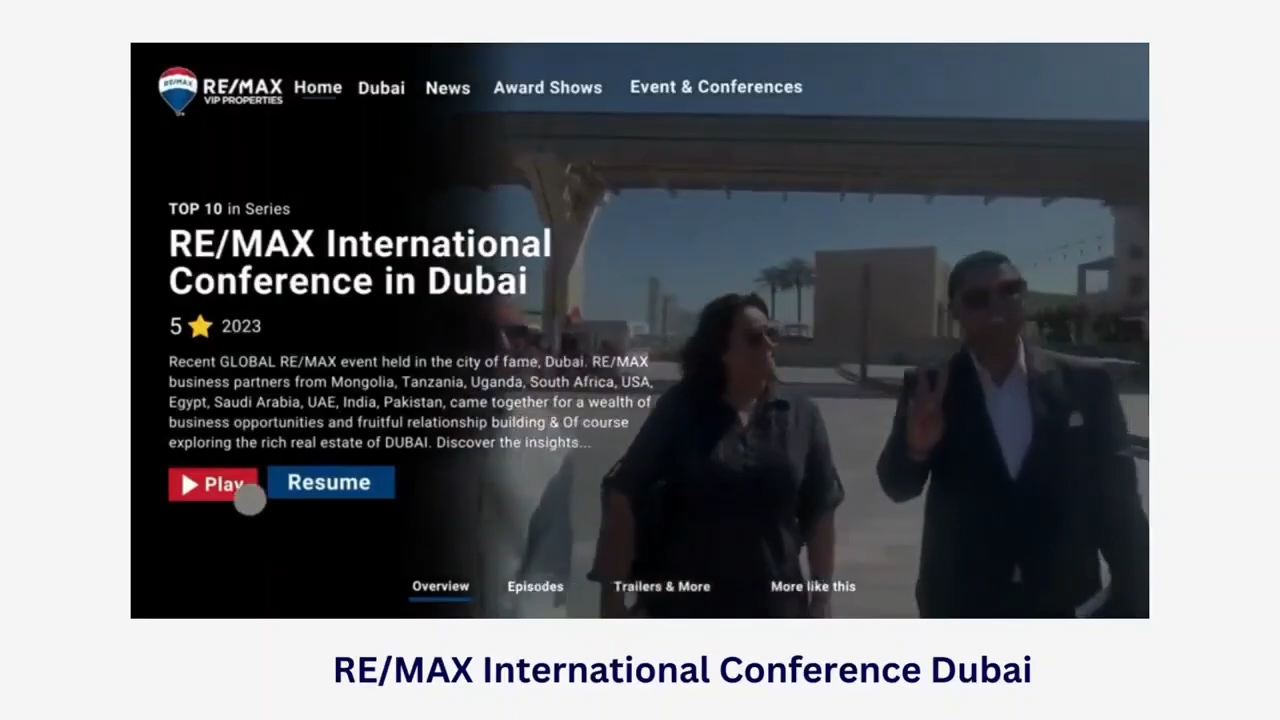 RE/MAX
RE/MAX
VIP PROPERTIES
Home
Dubai
News
Award Shows
Event & Conferences
TOP 10 in Series
RE/MAX International
Conference in Dubai
5
2023
Recent GLOBAL RE/MAX event held in the city of fame, Dubai. RE/MAX
business partners from Mongolia, Tanzania, Uganda, South Africa, USA,
Egypt, Saudi Arabia, UAE, India, Pakistan, came together for a wealth of
business opportunities and fruitful relationship building & Of course
exploring the rich real estate of DUBAI. Discover the insights...
Play
Resume
Overview
Episodes
Trailers & More
More like this
RE/MAX International Conference Dubai